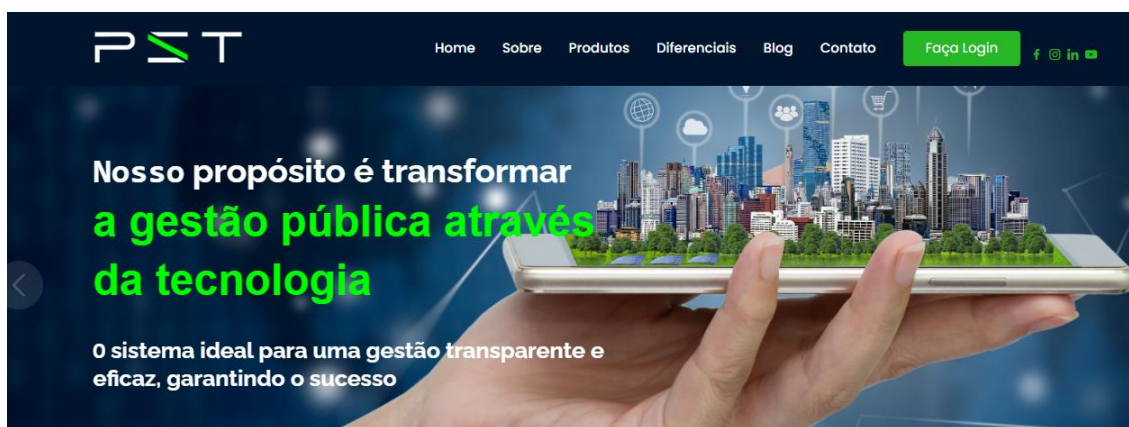 PST
Home Sobre Produtos Diferenciais Blog Contato Faça Login
Nosso propósito é transformar
a gestão pública através
da tecnologia
O sistema ideal para uma gestão transparente e
eficaz, garantindo o sucesso